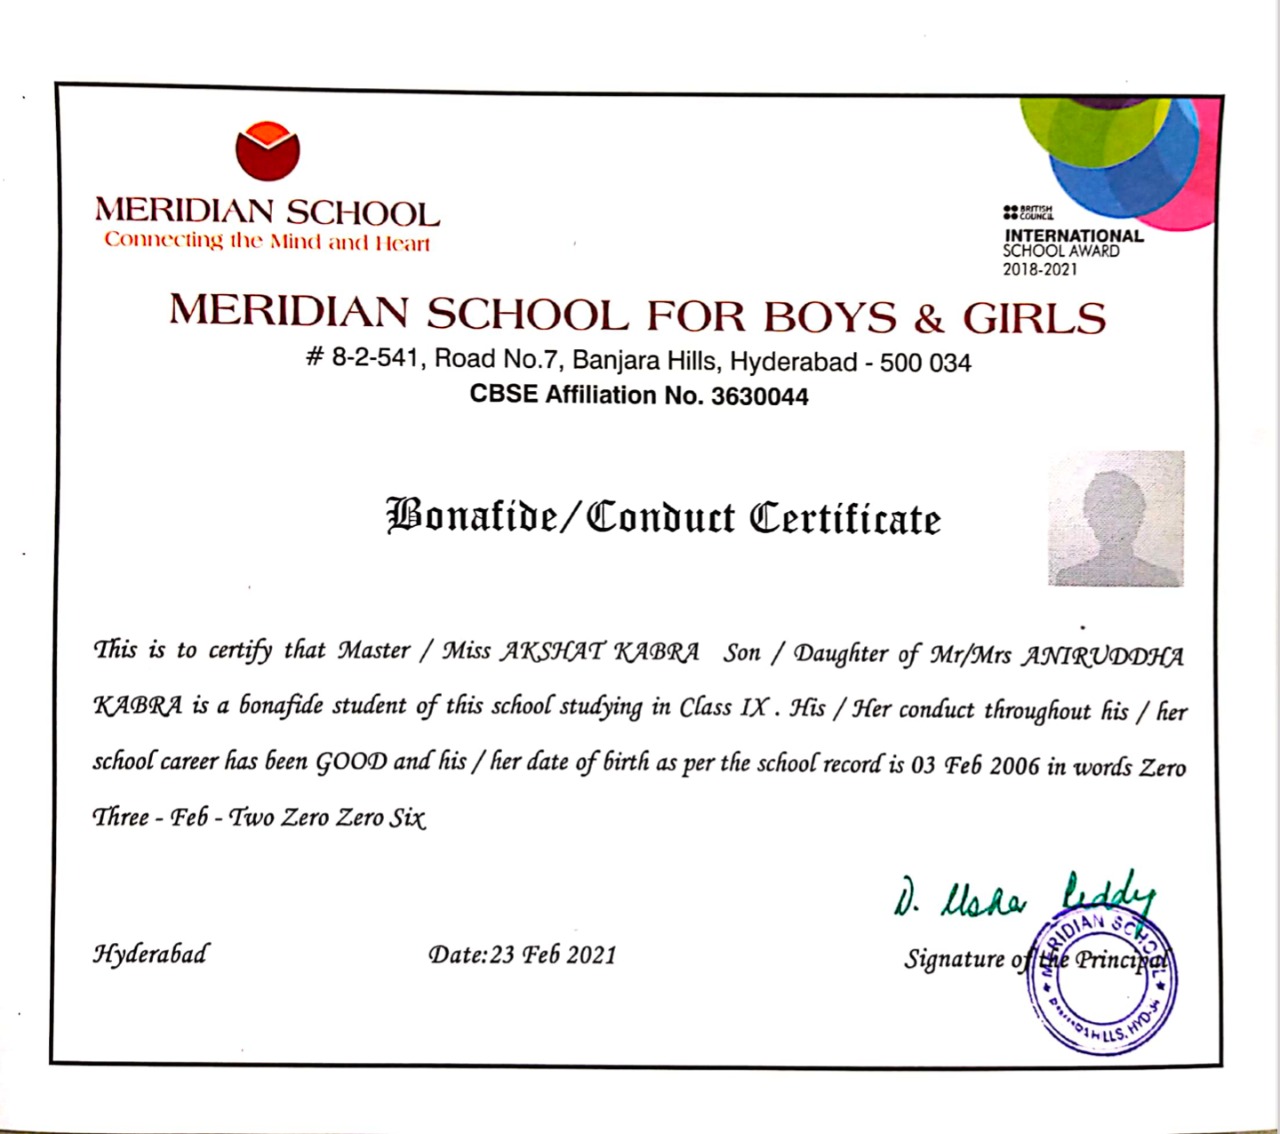 MERIDIAN SCHOOL
Connecting the Mind and Heart
BRITISH
COUNCIL
INTERNATIONAL
SCHOOL AWARD
2018-2021
MERIDIAN SCHOOL FOR BOYS & GIRLS
# 8-2-541, Road No.7, Banjara Hills, Hyderabad - 500 034
CBSE Affiliation No. 3630044
Bonafide/Conduct Certificate
This is to certify that Master / Miss AKSHAT KABRA Son / Daughter of Mr/Mrs ANIRUDDHA
KABRA is a bonafide student of this school studying in Class IX . His / Her conduct throughout his / her
school career has been GOOD and his / her date of birth as per the school record is 03 Feb 2006 in words Zero
Three - Feb - Two Zero Zero Six
D. Usha Reddy
Hyderabad Date:23 Feb 2021 Signature of the Principal
MERIDIAN SCHOOL
HILLS, HYD-34